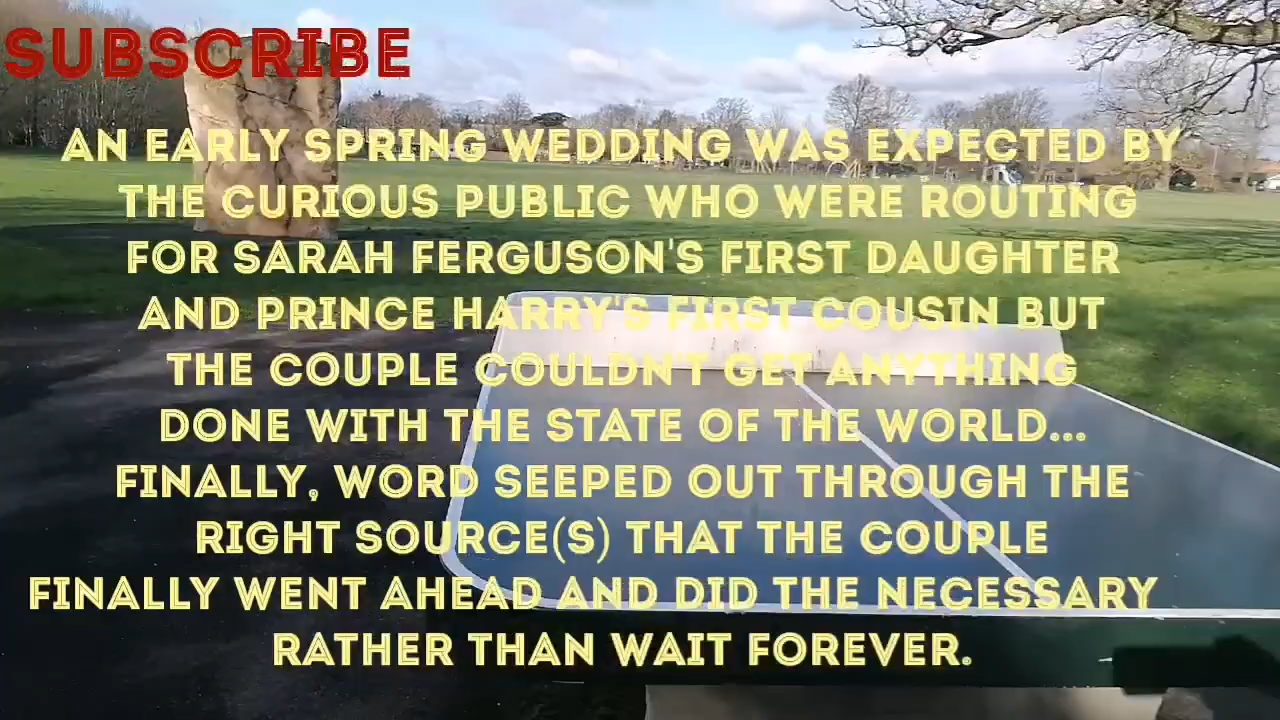 SUBSCRIBE
AN EARLY SPRING WEDDING WAS EXPECTED BY
THE CURIOUS PUBLIC WHO WERE ROUTING
FOR SARAH FERGUSON'S FIRST DAUGHTER
AND PRINCE HARRY'S FIRST COUSIN BUT
THE COUPLE COULDN'T GET ANYTHING
DONE WITH THE STATE OF THE WORLD...
FINALLY, WORD SEEPED OUT THROUGH THE
RIGHT SOURCE(S) THAT THE COUPLE
FINALLY WENT AHEAD AND DID THE NECESSARY
RATHER THAN WAIT FOREVER.